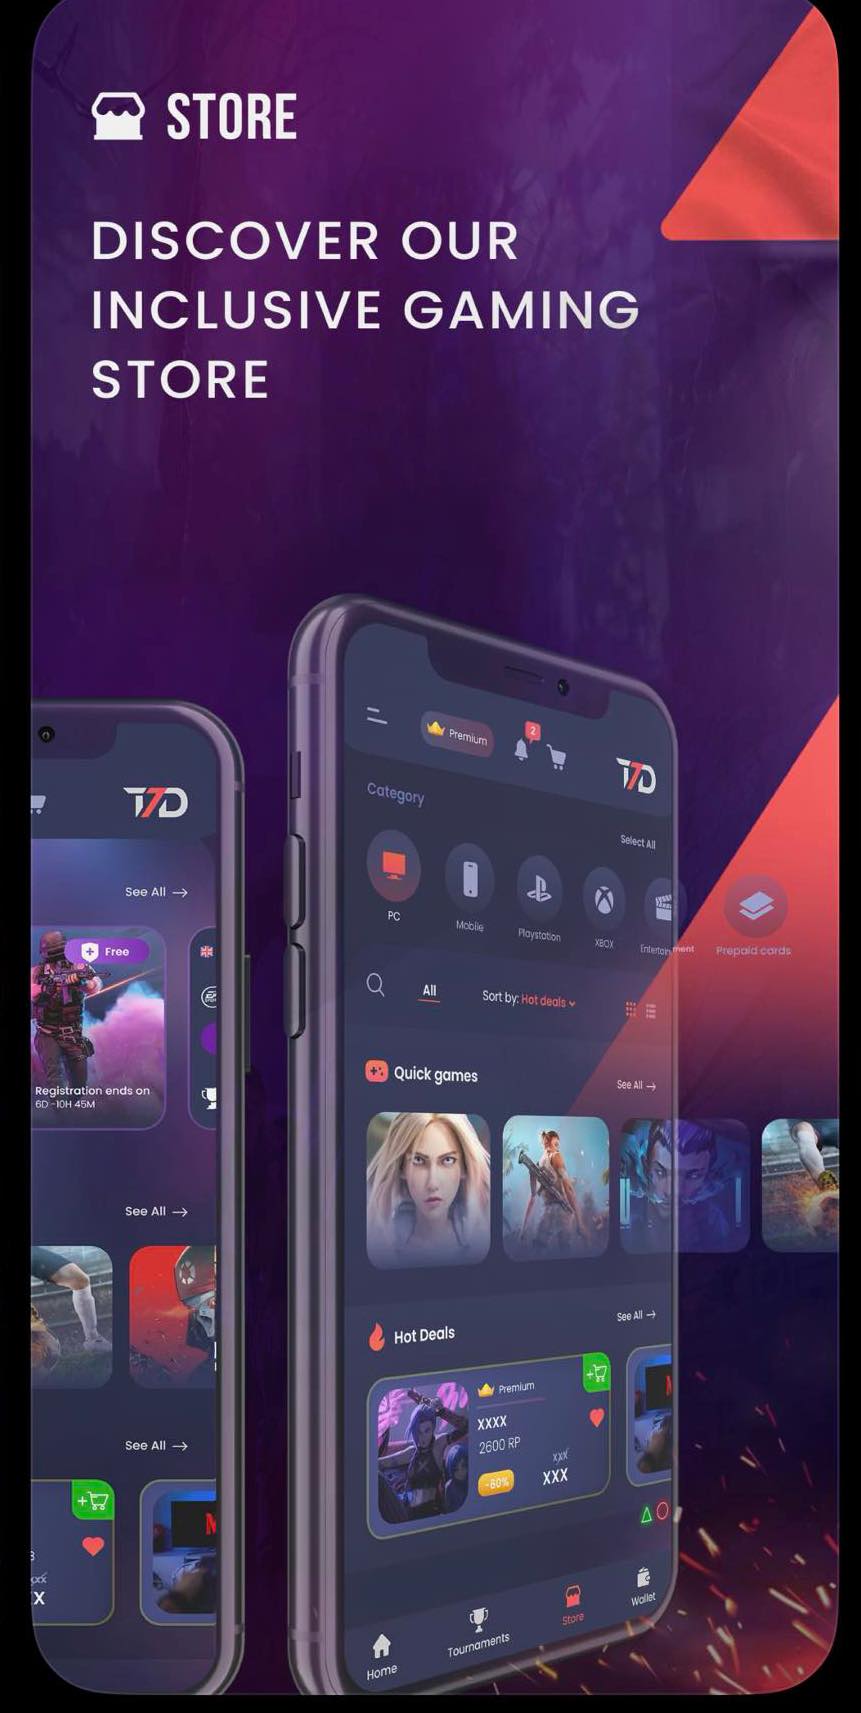 STORE
DISCOVER OUR
INCLUSIVE GAMING
STORE
T7D
See All →
Free
Registration ends on
6D -10H 45M
See All →
See All →
X
Premium
2
T7D
Category
Select All
PC
Mobile
Playstation
XBOX
Entertainment
Prepaid cards
All
Sort by: Hot deals
Quick games
See All →
Hot Deals
See All →
Premium
XXXX
2600 RP
-60%
xxx
XXX
Home
Tournaments
Store
Wallet